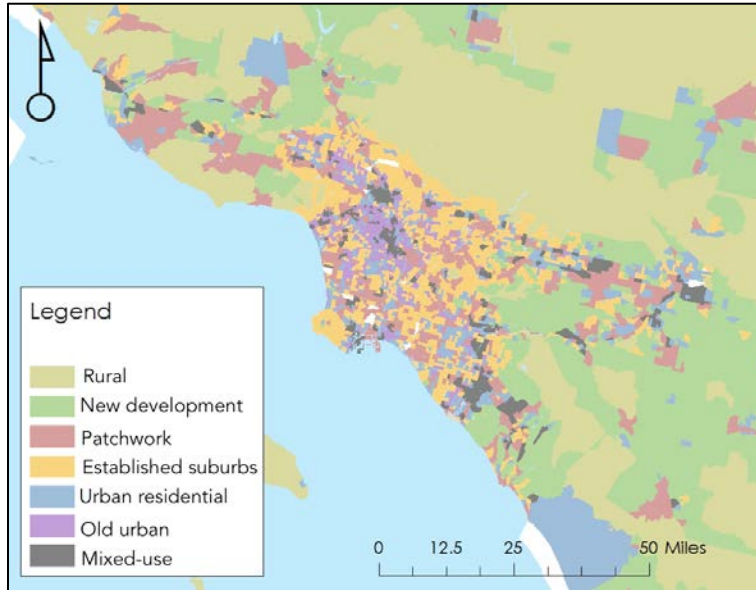 Legend
Rural
New development
Patchwork
Established suburbs
Urban residential
Old urban
Mixed-use
0 12.5 25 50 Miles